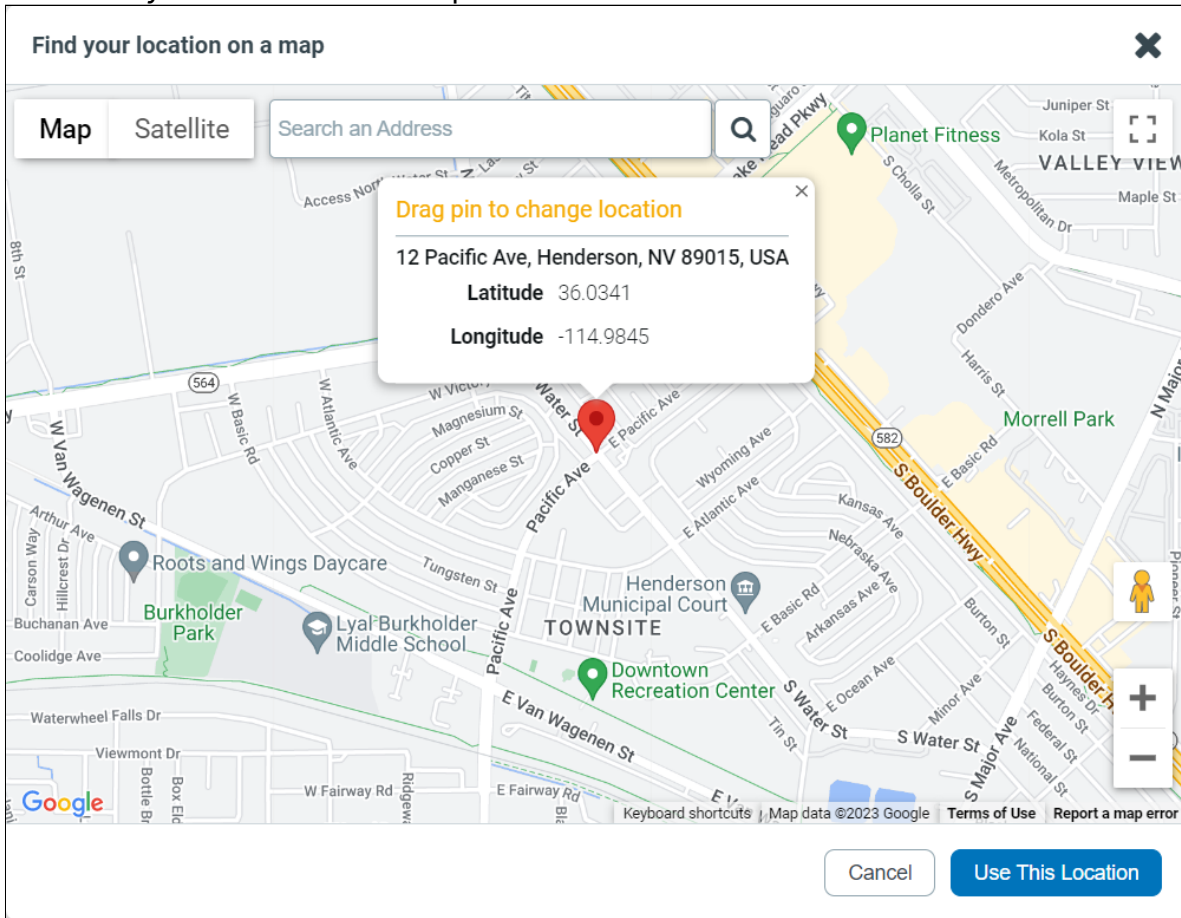 Find your location on a map
Map
Satellite
Search an Address
Juniper St
Planet Fitness
Kola St
VALLEY VIEW
S Cholla St
Metropolitan Dr
Maple St
Drag pin to change location
12 Pacific Ave, Henderson, NV 89015, USA
Latitude 36.0341
Longitude -114.9845
8th St
Dondero Ave
Harris St
564
W Basic Rd
W Atlantic Ave
Magnesium St
Copper St
Manganese St
Water St
E Pacific Ave
Pacific Ave
Wyoming Ave
E Atlantic Ave
582
Morrell Park
E Basic Rd
S Boulder Hwy
W Van Wagenen St
Arthur Ave
Carson Way
Hillcrest Dr
Roots and Wings Daycare
Tungsten St
Kansas Ave
Nebraska Ave
Henderson
Municipal Court
E Basic Rd
Arkansas Ave
Burton St
Pioneer St
Burkholder
Park
Buchanan Ave
Lyal Burkholder
Middle School
TOWNSITE
Pacific Ave
Coolidge Ave
Downtown
Recreation Center
E Ocean Ave
Minor Ave
Haynes Dr
Burton St
Federal St
National St
S Major Ave
E Van Wagenen St
S Water St
S Water St
Tin St
Waterwheel Falls Dr
Viewmont Dr
W Fairway Rd
E Fairway Rd
Google
Keyboard shortcuts
Map data ©2023 Google
Terms of Use
Report a map error
Cancel
Use This Location